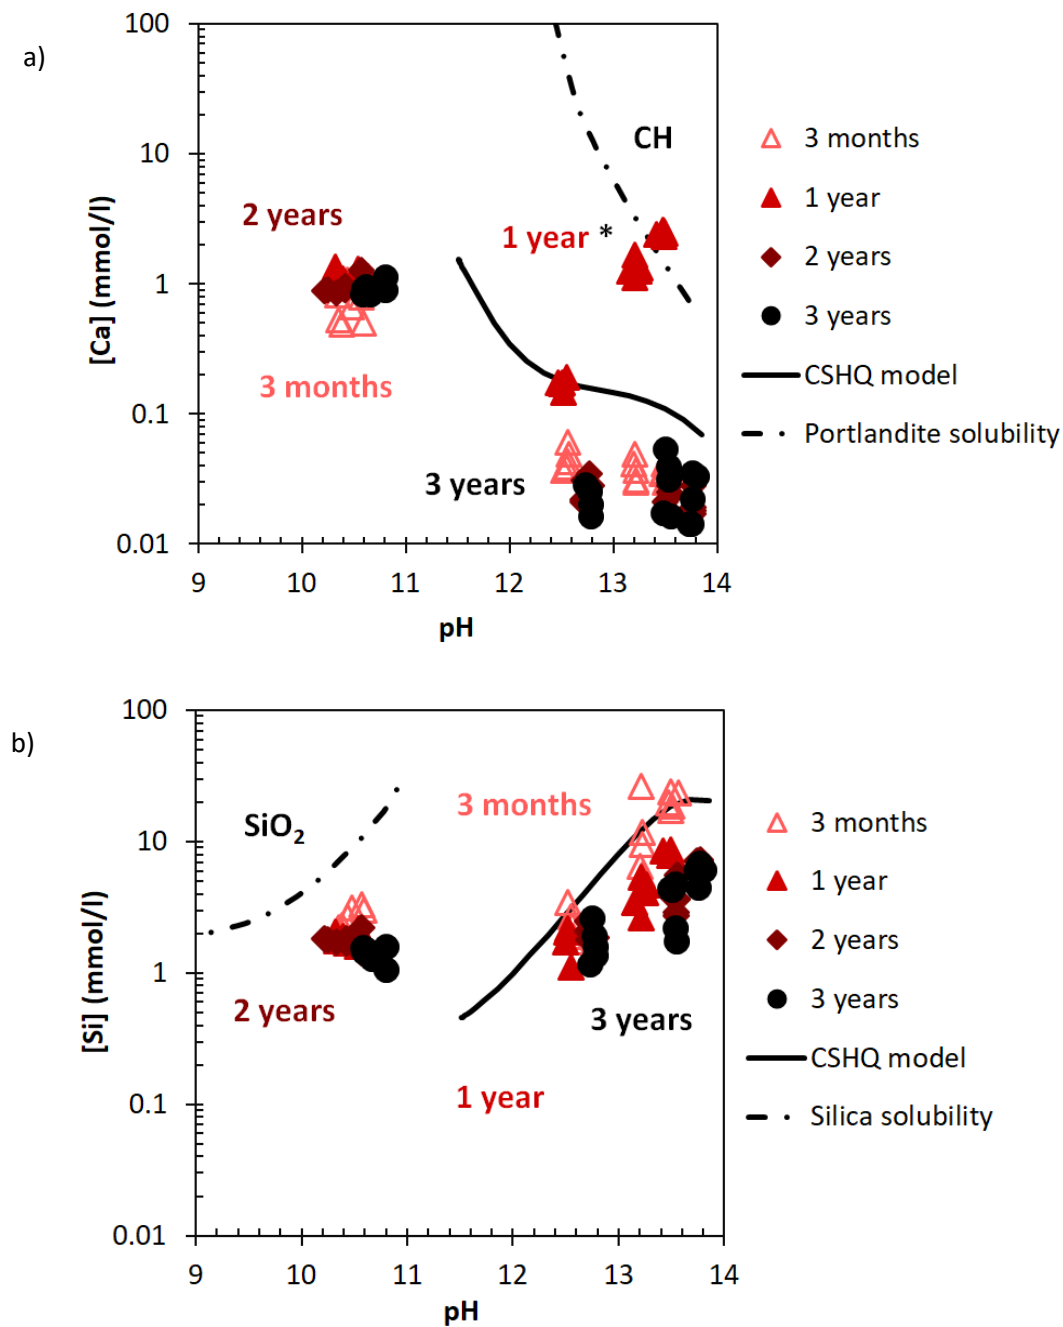 a)
100
10
1
0.1
0.01
[Ca] (mmol/l)
2 years
3 months
CH
1 year *
3 years
9 10 11 12 13 14
pH
3 months
1 year
2 years
3 years
CSHQ model
Portlandite solubility
b)
100
10
1
0.1
0.01
[Si] (mmol/l)
SiO₂
3 months
2 years
3 years
1 year
9 10 11 12 13 14
pH
3 months
1 year
2 years
3 years
CSHQ model
Silica solubility